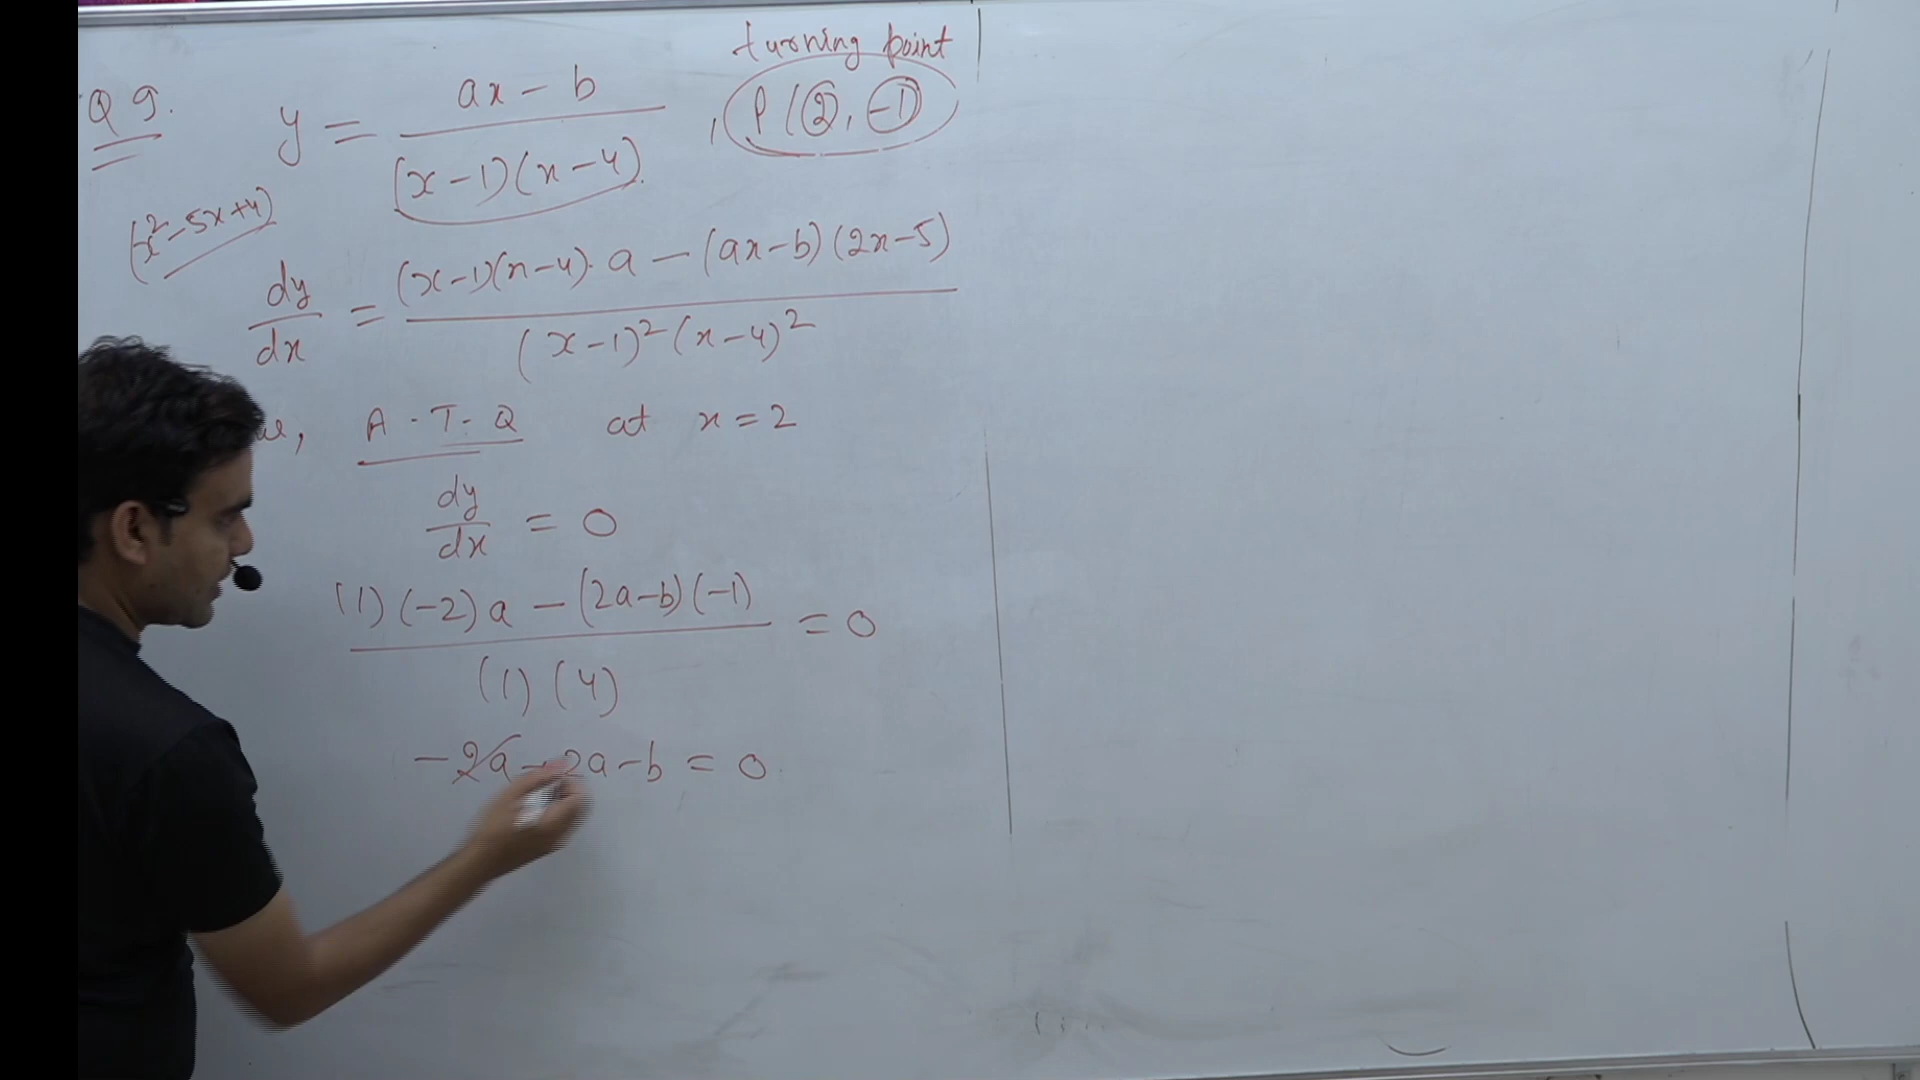 turning point
Q 9. y = (ax - b) / ((x-1)(x-4)) , P(2, -1)
(x²-5x+4)
dy/dx = ((x-1)(x-4)·a - (ax-b)(2x-5)) / ((x-1)²(x-4)²)
A.T.Q at x = 2
dy/dx = 0
((1)(-2)a - (2a-b)(-1)) / ((1)(4)) = 0
2a - b = 0